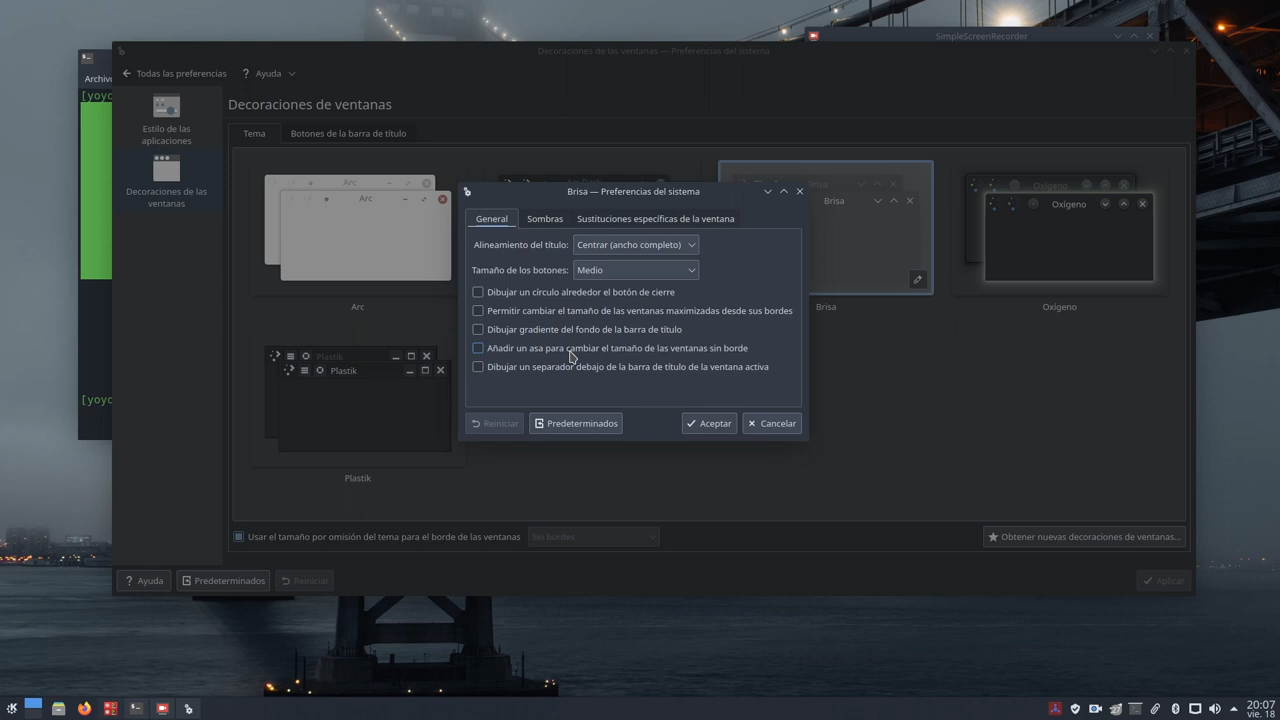 SimpleScreenRecorder
Decoraciones de las ventanas — Preferencias del sistema
Archivo
Todas las preferencias
Ayuda
[yoyo
Decoraciones de ventanas
Estilo de las
aplicaciones
Tema
Botones de la barra de título
Decoraciones de las
ventanas
Arc
Arc
Arc
Brisa
Brisa
Brisa
Oxígeno
Oxígeno
Oxígeno
Brisa — Preferencias del sistema
General
Sombras
Sustituciones específicas de la ventana
Alineamiento del título:
Centrar (ancho completo)
Tamaño de los botones:
Medio
Dibujar un círculo alrededor el botón de cierre
Permitir cambiar el tamaño de las ventanas maximizadas desde sus bordes
Dibujar gradiente del fondo de la barra de título
Añadir un asa para cambiar el tamaño de las ventanas sin borde
Dibujar un separador debajo de la barra de título de la ventana activa
Reiniciar
Predeterminados
Aceptar
Cancelar
Plastik
Plastik
Plastik
[yoyo
Usar el tamaño por omisión del tema para el borde de las ventanas
Sin bordes
Obtener nuevas decoraciones de ventanas...
Ayuda
Predeterminados
Reiniciar
Aplicar
20:07
vie. 18